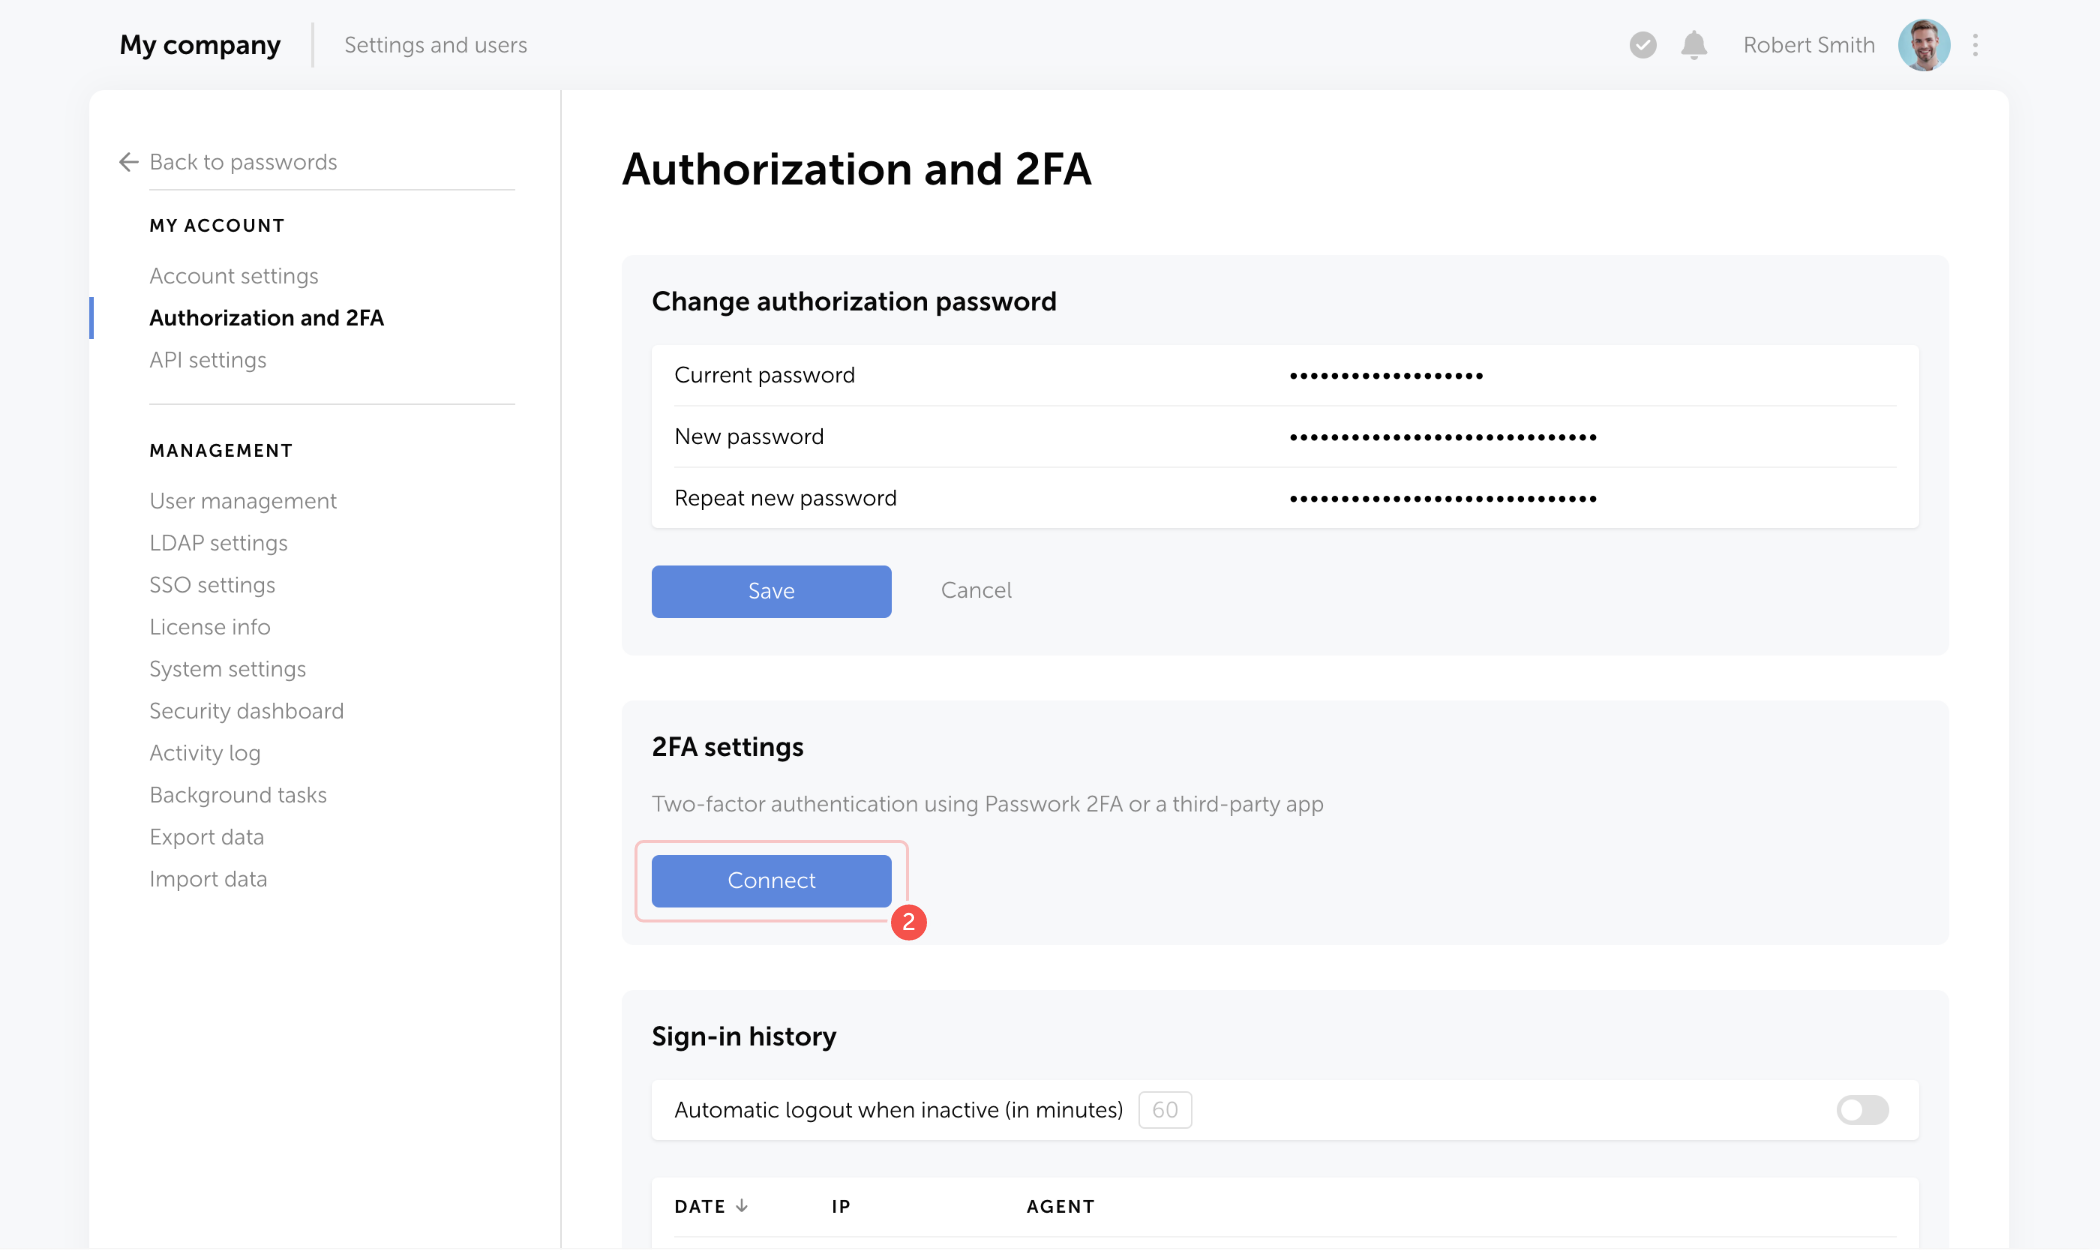 My company
Settings and users
Robert Smith
Back to passwords
MY ACCOUNT
Account settings
Authorization and 2FA
API settings
MANAGEMENT
User management
LDAP settings
SSO settings
License info
System settings
Security dashboard
Activity log
Background tasks
Export data
Import data
Authorization and 2FA
Change authorization password
Current password •••••••••••••••••••
New password ••••••••••••••••••••••••••••••
Repeat new password ••••••••••••••••••••••••••••••
Save
Cancel
2FA settings
Two-factor authentication using Passwork 2FA or a third-party app
Connect
2
Sign-in history
Automatic logout when inactive (in minutes) 60
DATE IP AGENT